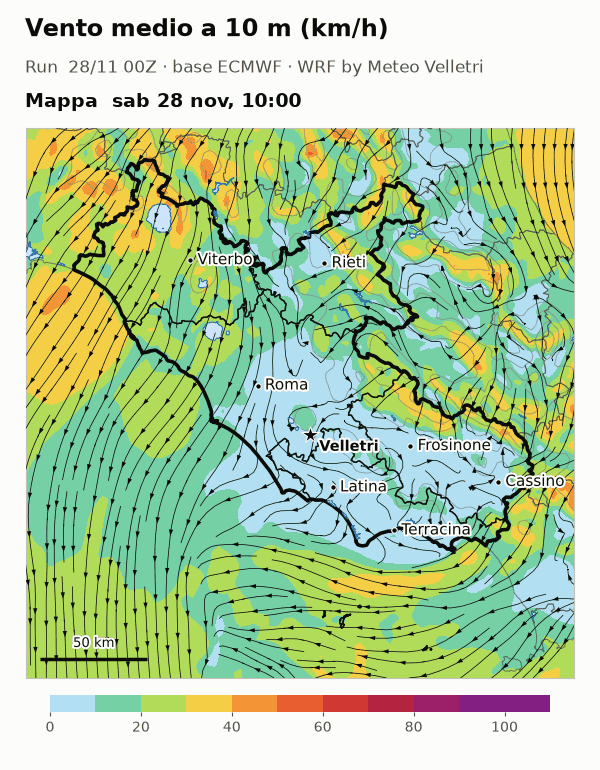 Vento medio a 10 m (km/h)
Run  28/11 00Z · base ECMWF · WRF by Meteo Velletri
Mappa  sab 28 nov, 10:00
Viterbo
Rieti
Roma
Velletri
Frosinone
Cassino
Latina
Terracina
50 km
0 20 40 60 80 100